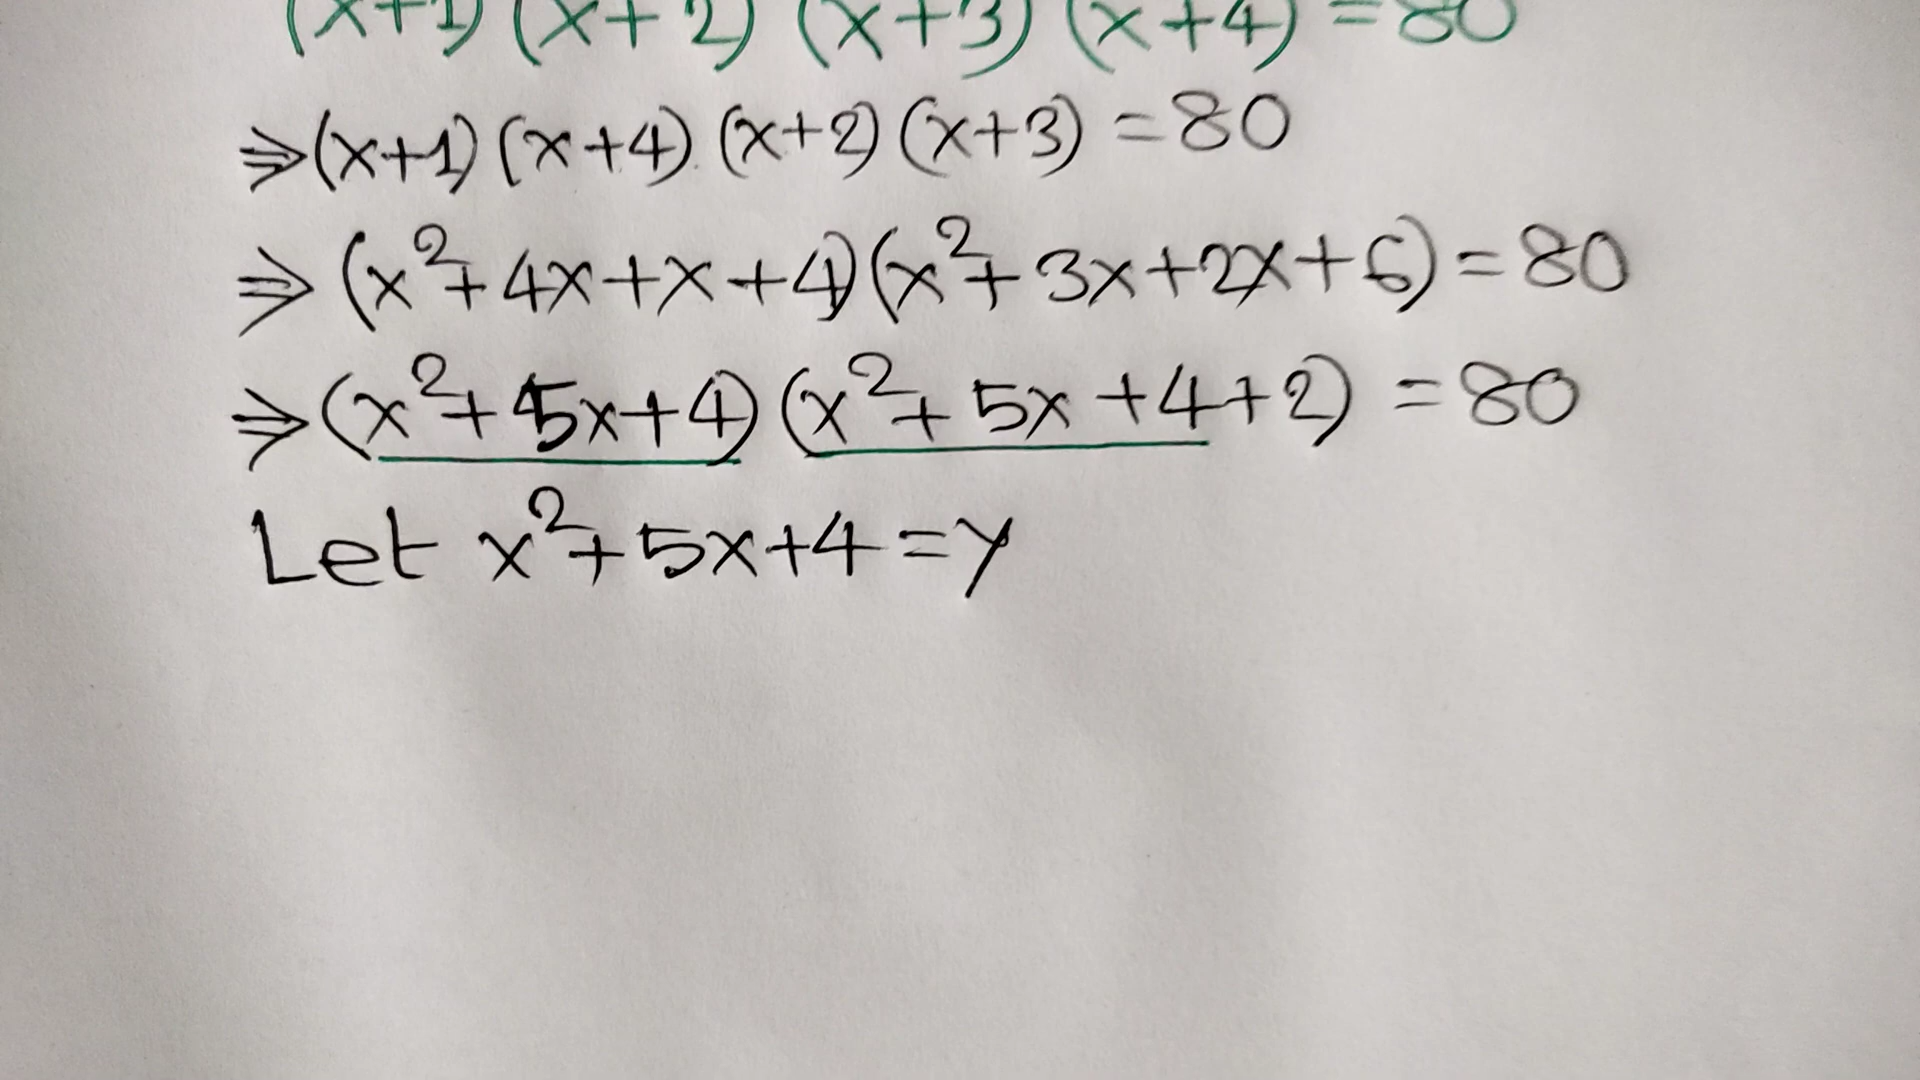 (x+1)(x+2)(x+3)(x+4)=80
⇒(x+1)(x+4)(x+2)(x+3)=80
⇒(x²+4x+x+4)(x²+3x+2x+6)=80
⇒(x²+5x+4)(x²+5x+4+2)=80
Let x²+5x+4=y